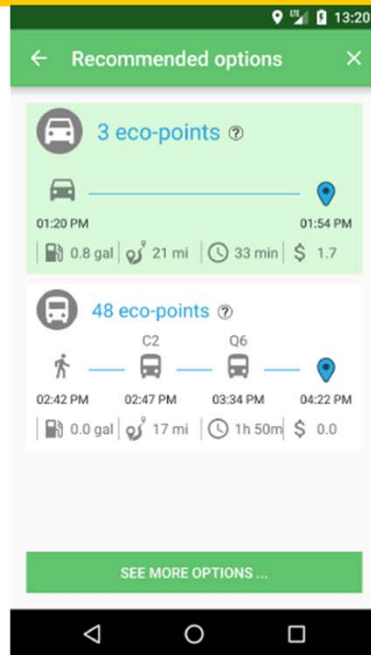 LTE 13:20
Recommended options
3 eco-points ?
01:20 PM 01:54 PM
0.8 gal 21 mi 33 min $ 1.7
48 eco-points ?
C2 Q6
02:42 PM 02:47 PM 03:34 PM 04:22 PM
0.0 gal 17 mi 1h 50m $ 0.0
SEE MORE OPTIONS ...